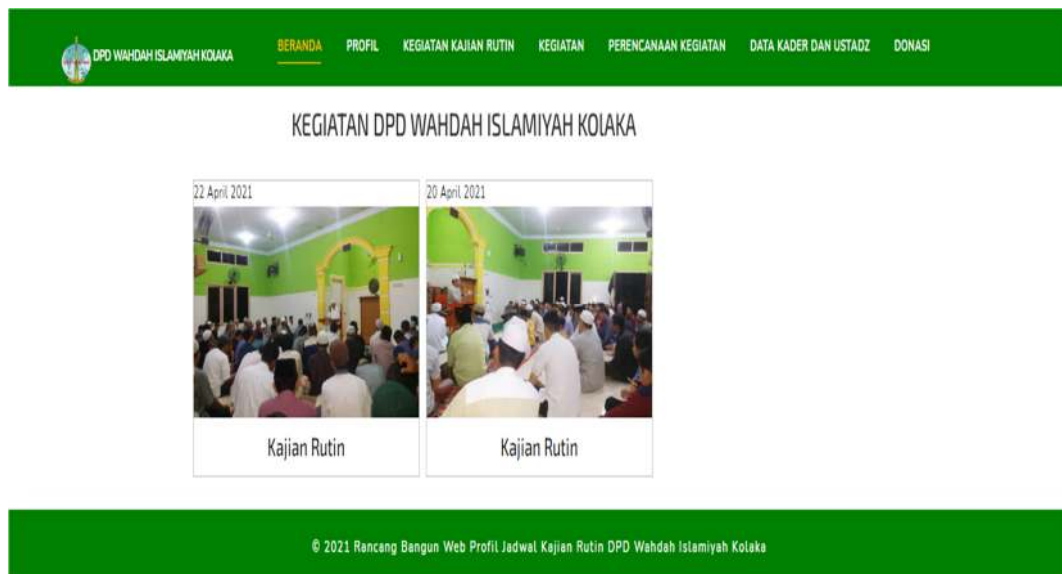 DPD WAHDAH ISLAMIYAH KOLAKA
BERANDA PROFIL KEGIATAN KAJIAN RUTIN KEGIATAN PERENCANAAN KEGIATAN DATA KADER DAN USTADZ DONASI
KEGIATAN DPD WAHDAH ISLAMIYAH KOLAKA
22 April 2021
Kajian Rutin
20 April 2021
Kajian Rutin
© 2021 Rancang Bangun Web Profil Jadwal Kajian Rutin DPD Wahdah Islamiyah Kolaka